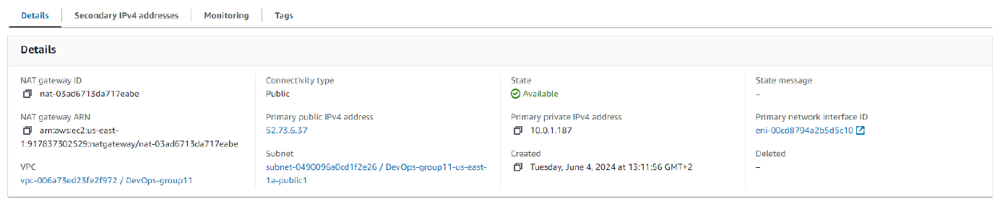 Details
Secondary IPv4 addresses
Monitoring
Tags
Details
NAT gateway ID
nat-03ad6713da717eabe
NAT gateway ARN
arn:aws:ec2:us-east-
1:917837302529:natgateway/nat-03ad6713da717eabe
VPC
vpc-006a73ed23fe2f972 / DevOps-group11
Connectivity type
Public
Primary public IPv4 address
52.73.6.37
Subnet
subnet-0490096a0cd1f2e26 / DevOps-group11-us-east-
1a-public1
State
Available
Primary private IPv4 address
10.0.1.187
Created
Tuesday, June 4, 2024 at 13:11:56 GMT+2
State message
–
Primary network interface ID
eni-00cd8794a2b5d5c10
Deleted
–